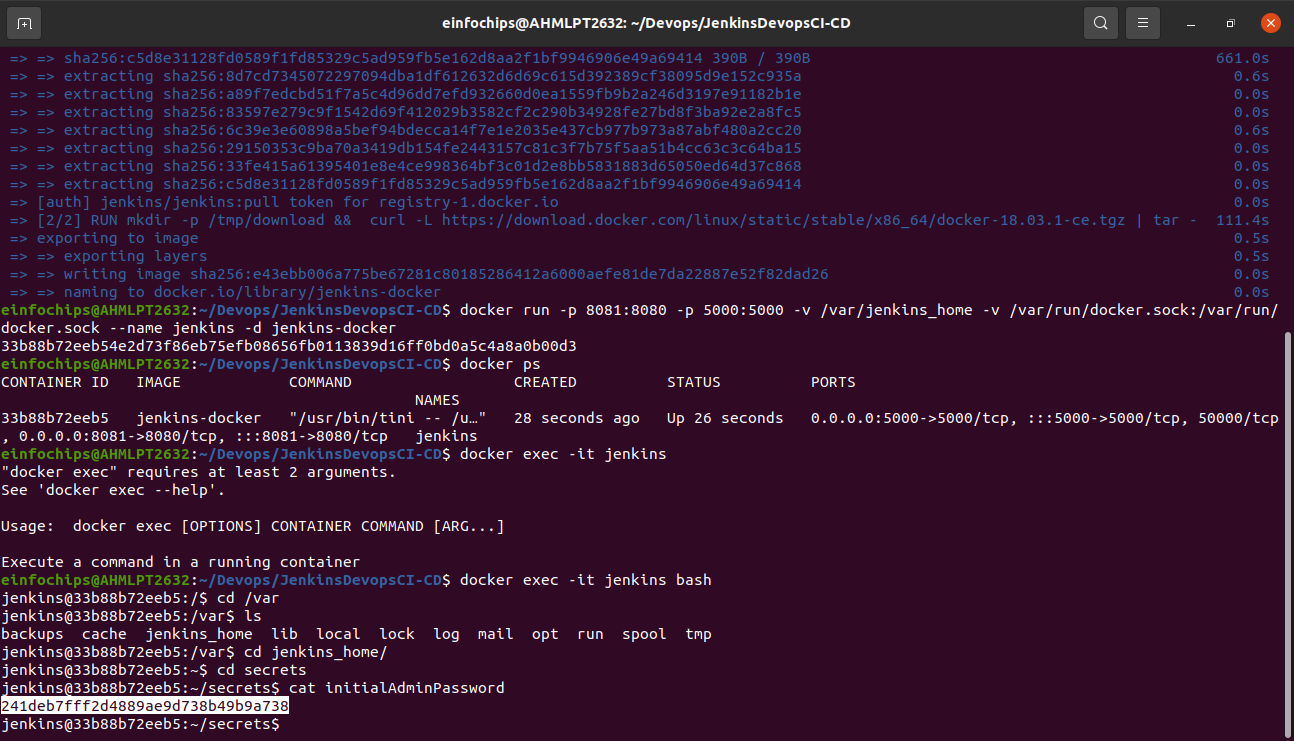 einfochips@AHMLPT2632: ~/Devops/JenkinsDevopsCI-CD
=> => sha256:c5d8e31128fd0589f1fd85329c5ad959fb5e162d8aa2f1bf9946906e49a69414 390B / 390B 661.0s
=> => extracting sha256:8d7cd7345072297094dba1df612632d6d69c615d392389cf38095d9e152c935a 0.6s
=> => extracting sha256:a89f7edcbd51f7a5c4d96dd7efd932660d0ea1559fb9b2a246d3197e91182b1e 0.0s
=> => extracting sha256:83597e279c9f1542d69f412029b3582cf2c290b34928fe27bd8f3ba92e2a8fc5 0.0s
=> => extracting sha256:6c39e3e60898a5bef94bdecca14f7e1e2035e437cb977b973a87abf480a2cc20 0.6s
=> => extracting sha256:29150353c9ba70a3419db154fe2443157c81c3f7b75f5aa51b4cc63c3c64ba15 0.0s
=> => extracting sha256:33fe415a61395401e8e4ce998364bf3c01d2e8bb5831883d65050ed64d37c868 0.0s
=> => extracting sha256:c5d8e31128fd0589f1fd85329c5ad959fb5e162d8aa2f1bf9946906e49a69414 0.0s
=> [auth] jenkins/jenkins:pull token for registry-1.docker.io 0.0s
=> [2/2] RUN mkdir -p /tmp/download &&  curl -L https://download.docker.com/linux/static/stable/x86_64/docker-18.03.1-ce.tgz | tar - 111.4s
=> exporting to image 0.5s
=> => exporting layers 0.5s
=> => writing image sha256:e43ebb006a775be67281c80185286412a6000aefe81de7da22887e52f82dad26 0.0s
=> => naming to docker.io/library/jenkins-docker 0.0s
einfochips@AHMLPT2632:~/Devops/JenkinsDevopsCI-CD$ docker run -p 8081:8080 -p 5000:5000 -v /var/jenkins_home -v /var/run/docker.sock:/var/run/
docker.sock --name jenkins -d jenkins-docker
33b88b72eeb54e2d73f86eb75efb08656fb0113839d16ff0bd0a5c4a8a0b00d3
einfochips@AHMLPT2632:~/Devops/JenkinsDevopsCI-CD$ docker ps
CONTAINER ID   IMAGE            COMMAND                  CREATED          STATUS          PORTS
NAMES
33b88b72eeb5   jenkins-docker   "/usr/bin/tini -- /u…"   28 seconds ago   Up 26 seconds   0.0.0.0:5000->5000/tcp, :::5000->5000/tcp, 50000/tcp
, 0.0.0.0:8081->8080/tcp, :::8081->8080/tcp   jenkins
einfochips@AHMLPT2632:~/Devops/JenkinsDevopsCI-CD$ docker exec -it jenkins
"docker exec" requires at least 2 arguments.
See 'docker exec --help'.
Usage:  docker exec [OPTIONS] CONTAINER COMMAND [ARG...]
Execute a command in a running container
einfochips@AHMLPT2632:~/Devops/JenkinsDevopsCI-CD$ docker exec -it jenkins bash
jenkins@33b88b72eeb5:/$ cd /var
jenkins@33b88b72eeb5:/var$ ls
backups  cache  jenkins_home  lib  local  lock  log  mail  opt  run  spool  tmp
jenkins@33b88b72eeb5:/var$ cd jenkins_home/
jenkins@33b88b72eeb5:~$ cd secrets
jenkins@33b88b72eeb5:~/secrets$ cat initialAdminPassword
241deb7fff2d4889ae9d738b49b9a738
jenkins@33b88b72eeb5:~/secrets$